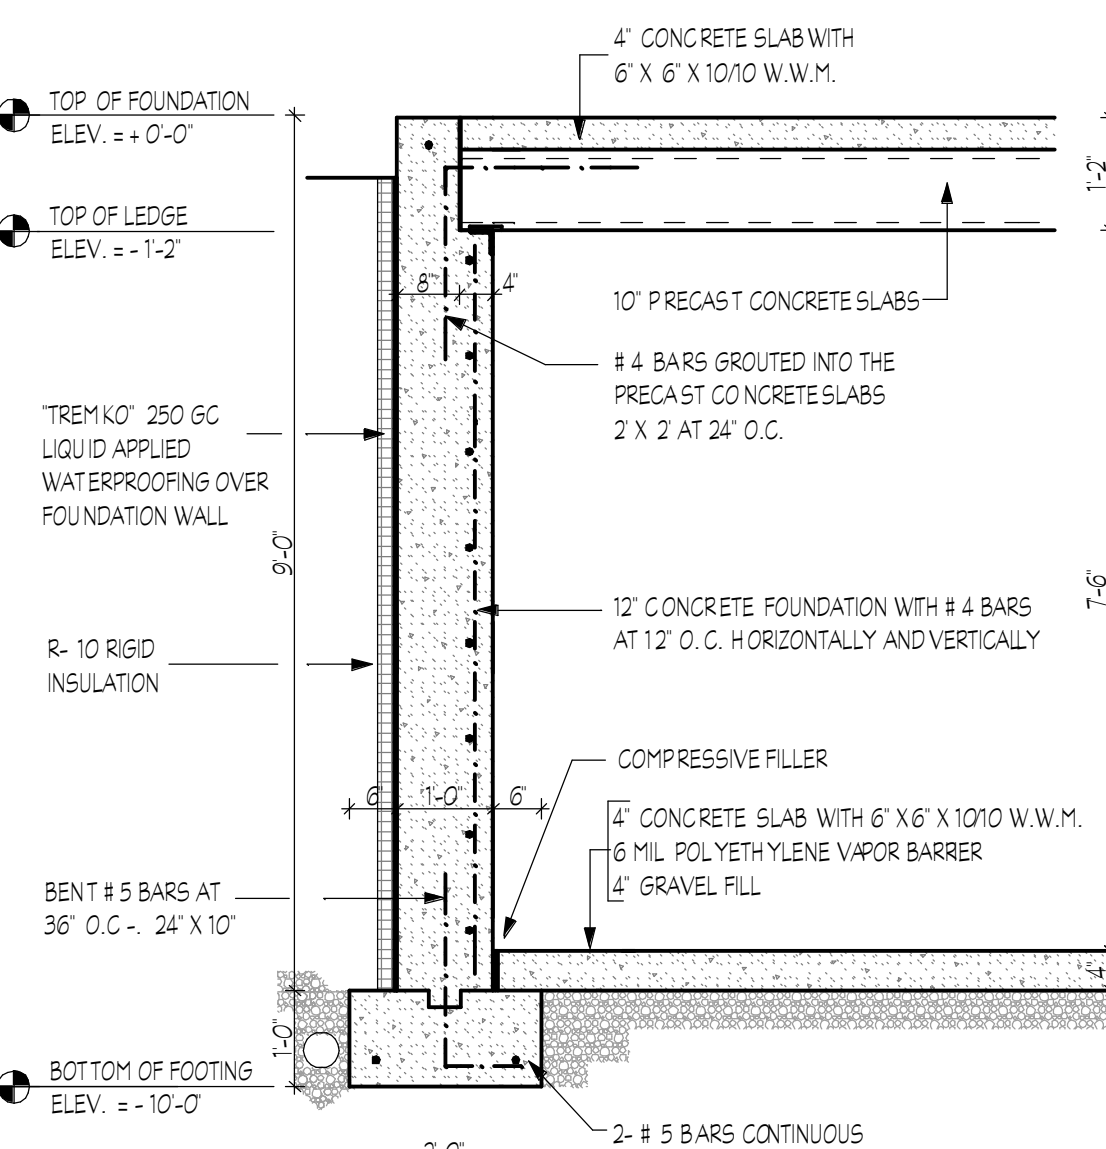 4" CONCRETE SLAB WITH
6" X 6" X 10/10 W.W.M.
TOP OF FOUNDATION
ELEV. = + 0'-0"
1'-2"
TOP OF LEDGE
ELEV. = - 1'-2"
8"
4"
10" PRECAST CONCRETE SLABS
# 4 BARS GROUTED INTO THE
PRECAST CONCRETE SLABS
2' X 2' AT 24" O.C.
"TREMKO" 250 GC
LIQUID APPLIED
WATERPROOFING OVER
FOUNDATION WALL
9'-0"
7'-6"
12" CONCRETE FOUNDATION WITH # 4 BARS
AT 12" O.C. HORIZONTALLY AND VERTICALLY
R- 10 RIGID
INSULATION
COMPRESSIVE FILLER
6"
1'-0"
6"
4" CONCRETE SLAB WITH 6" X 6" X 10/10 W.W.M.
6 MIL POLYETHYLENE VAPOR BARRIER
4" GRAVEL FILL
BENT # 5 BARS AT
36" O.C -. 24" X 10"
4"
1'-0"
BOTTOM OF FOOTING
ELEV. = - 10'-0"
2- # 5 BARS CONTINUOUS